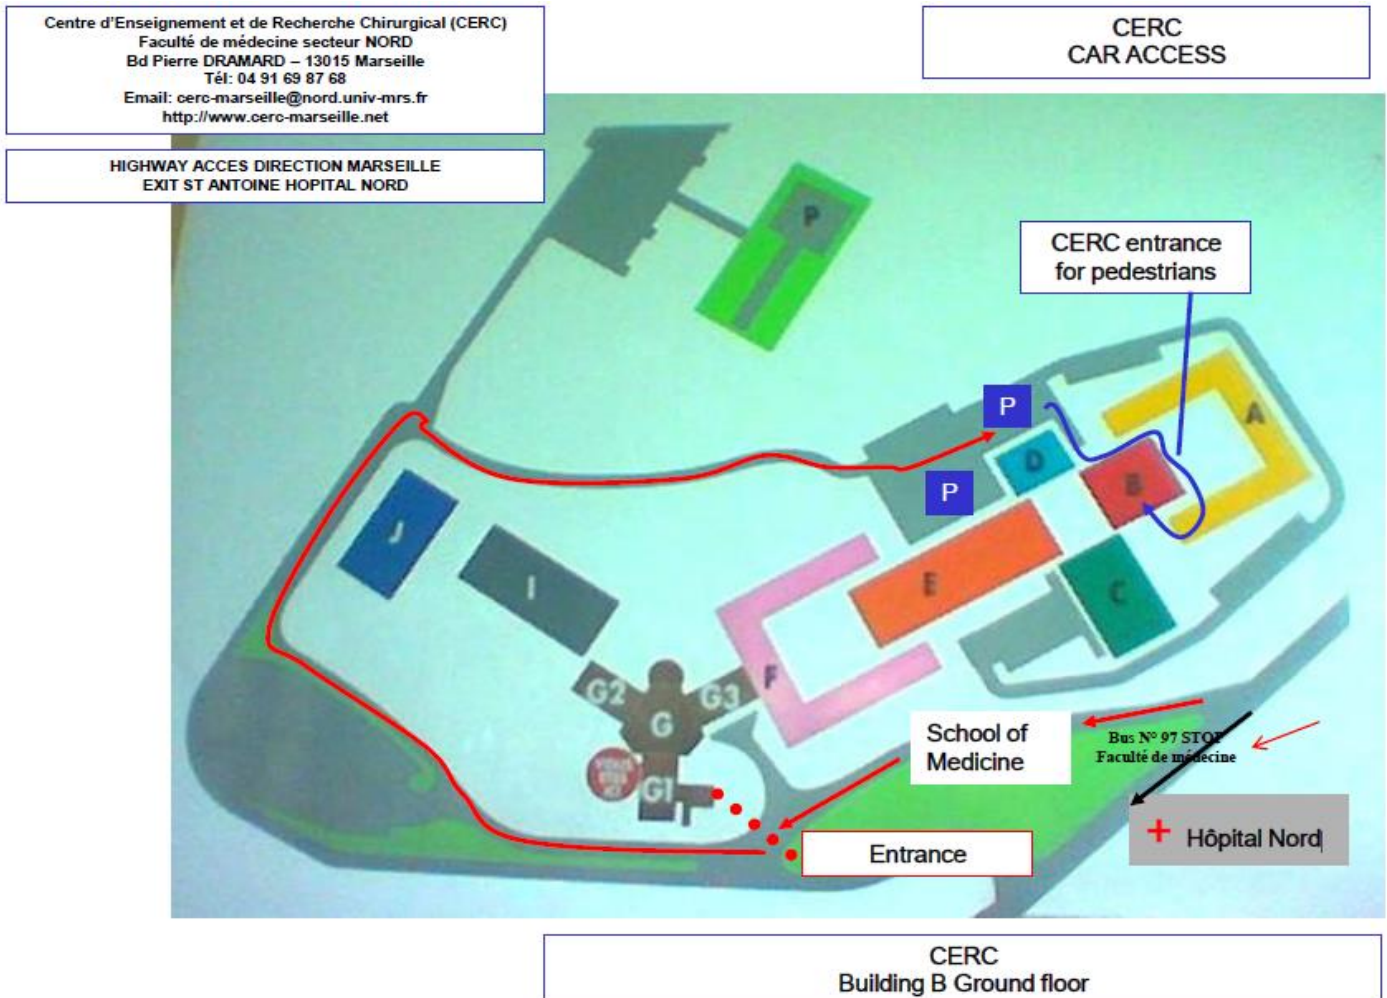 Centre d'Enseignement et de Recherche Chirurgical (CERC)
Faculté de médecine secteur NORD
Bd Pierre DRAMARD – 13015 Marseille
Tél: 04 91 69 87 68
Email: cerc-marseille@nord.univ-mrs.fr
http://www.cerc-marseille.net
CERC
CAR ACCESS
HIGHWAY ACCES DIRECTION MARSEILLE
EXIT ST ANTOINE HOPITAL NORD
P
CERC entrance
for pedestrians
P
A
D
P
B
J
I
E
C
G2
G3
F
G
VOUS
ETES
ICI
G1
School of
Medicine
Bus N° 97 STOP
Faculté de médecine
Entrance
Hôpital Nord
CERC
Building B Ground floor